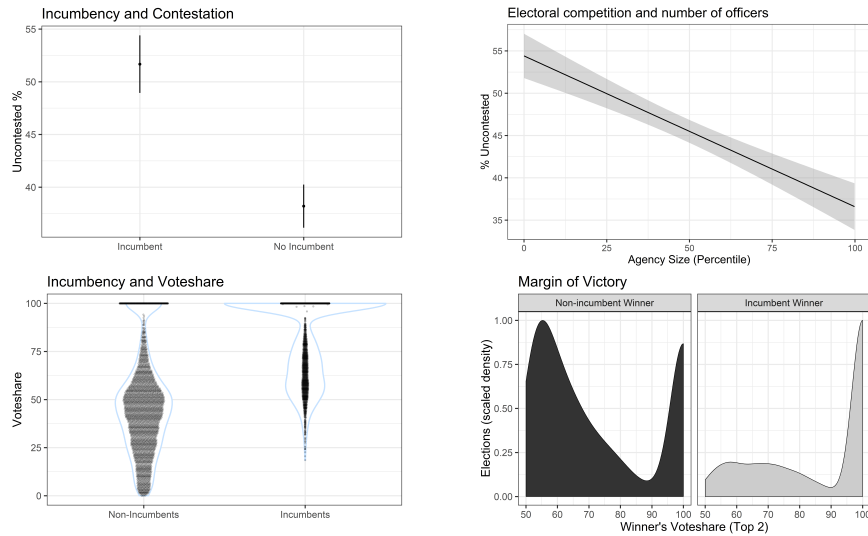 Incumbency and Contestation
55
50
45
40
Uncontested %
Incumbent No Incumbent
Electoral competition and number of officers
55
50
45
40
35
% Uncontested
0 25 50 75 100
Agency Size (Percentile)
Incumbency and Voteshare
100
75
50
25
0
Voteshare
Non-Incumbents Incumbents
Margin of Victory
Non-incumbent Winner Incumbent Winner
1.00
0.75
0.50
0.25
0.00
Elections (scaled density)
50 60 70 80 90 100 50 60 70 80 90 100
Winner's Voteshare (Top 2)